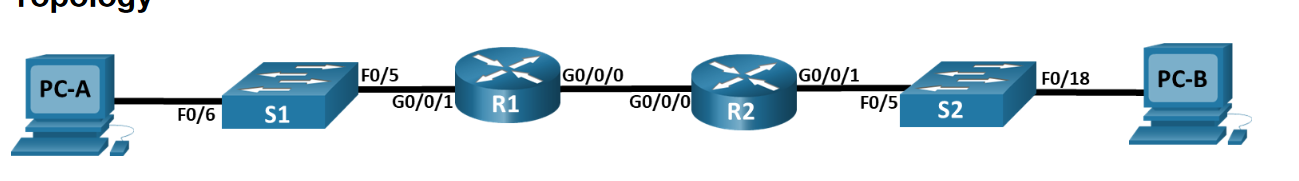 Topology
PC-A
F0/6
S1
F0/5
G0/0/1
R1
G0/0/0
G0/0/0
R2
G0/0/1
F0/5
S2
F0/18
PC-B